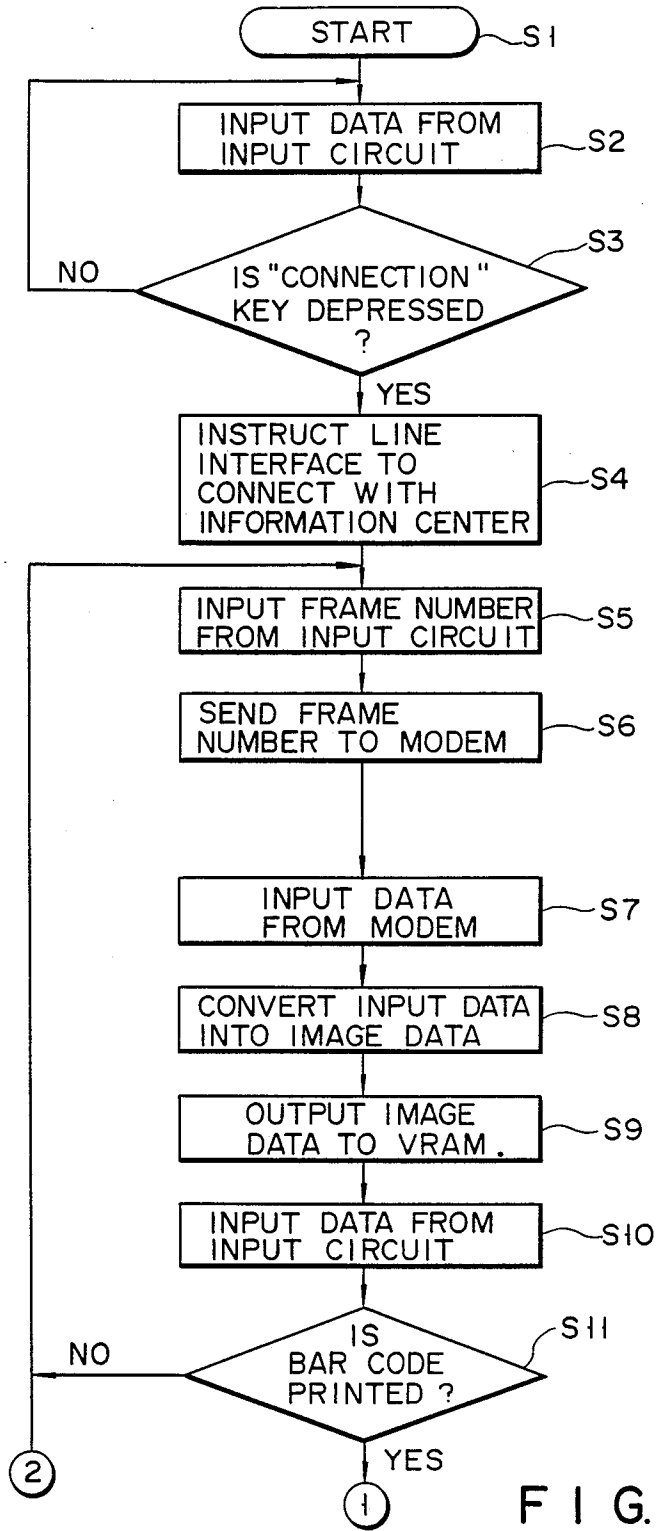 START
S1
INPUT DATA FROM
INPUT CIRCUIT
S2
S3
NO
IS "CONNECTION"
KEY DEPRESSED
?
YES
INSTRUCT LINE
INTERFACE TO
CONNECT WITH
INFORMATION CENTER
S4
INPUT FRAME NUMBER
FROM INPUT CIRCUIT
S5
SEND FRAME
NUMBER TO MODEM
S6
INPUT DATA
FROM MODEM
S7
CONVERT INPUT DATA
INTO IMAGE DATA
S8
OUTPUT IMAGE
DATA TO VRAM.
S9
INPUT DATA FROM
INPUT CIRCUIT
S10
S11
NO
IS
BAR CODE
PRINTED ?
YES
2
1
FIG.